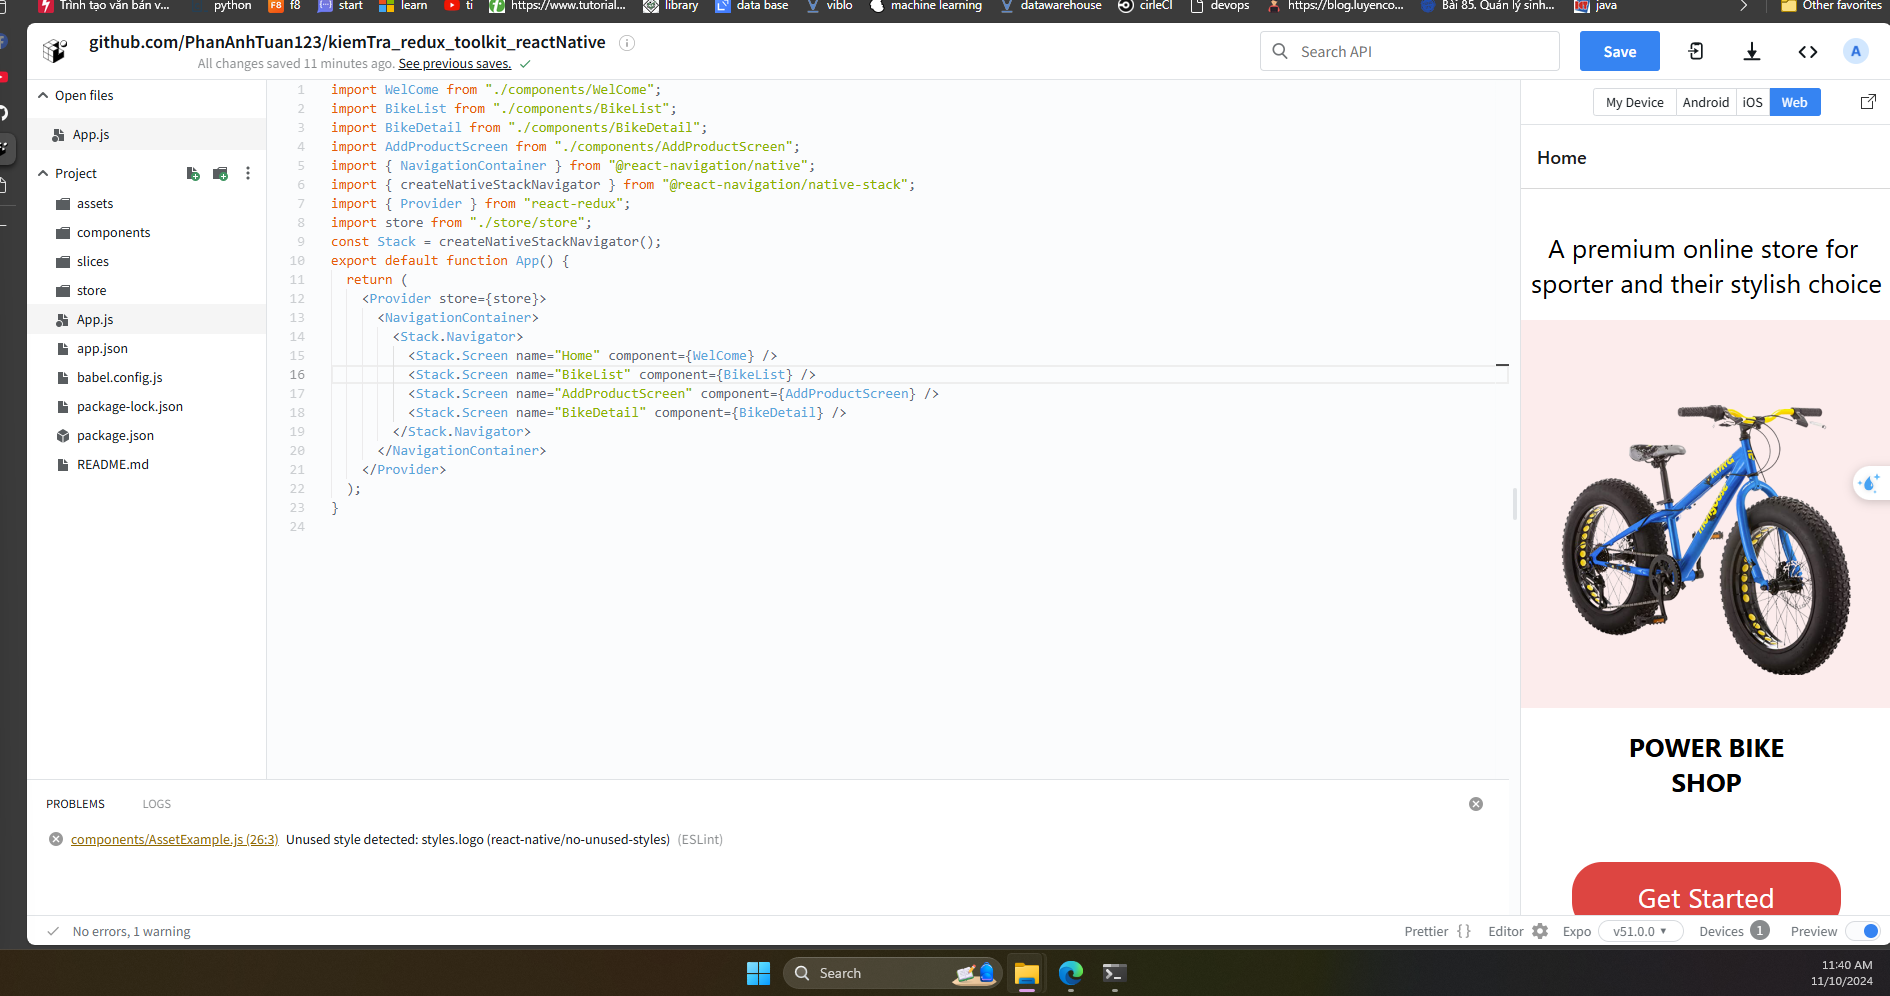 Trình tạo văn bản v...
python
F8 f8
start
learn
ti
https://www.tutorial...
library
data base
viblo
machine learning
datawarehouse
cirleCI
devops
https://blog.luyenco...
Bài 85. Quản lý sinh...
java
Other favorites
github.com/PhanAnhTuan123/kiemTra_redux_toolkit_reactNative
All changes saved 11 minutes ago. See previous saves.
Search API
Save
A
Open files
App.js
Project
assets
components
slices
store
App.js
app.json
babel.config.js
package-lock.json
package.json
README.md
1 import WelCome from "./components/WelCome";
2 import BikeList from "./components/BikeList";
3 import BikeDetail from "./components/BikeDetail";
4 import AddProductScreen from "./components/AddProductScreen";
5 import { NavigationContainer } from "@react-navigation/native";
6 import { createNativeStackNavigator } from "@react-navigation/native-stack";
7 import { Provider } from "react-redux";
8 import store from "./store/store";
9 const Stack = createNativeStackNavigator();
10 export default function App() {
11 return (
12 <Provider store={store}>
13 <NavigationContainer>
14 <Stack.Navigator>
15 <Stack.Screen name="Home" component={WelCome} />
16 <Stack.Screen name="BikeList" component={BikeList} />
17 <Stack.Screen name="AddProductScreen" component={AddProductScreen} />
18 <Stack.Screen name="BikeDetail" component={BikeDetail} />
19 </Stack.Navigator>
20 </NavigationContainer>
21 </Provider>
22 );
23 }
24
My Device Android iOS Web
Home
A premium online store for
sporter and their stylish choice
POWER BIKE
SHOP
Get Started
PROBLEMS LOGS
components/AssetExample.js (26:3) Unused style detected: styles.logo (react-native/no-unused-styles) (ESLint)
No errors, 1 warning
Prettier {} Editor Expo v51.0.0 Devices 1 Preview
Search
11:40 AM
11/10/2024